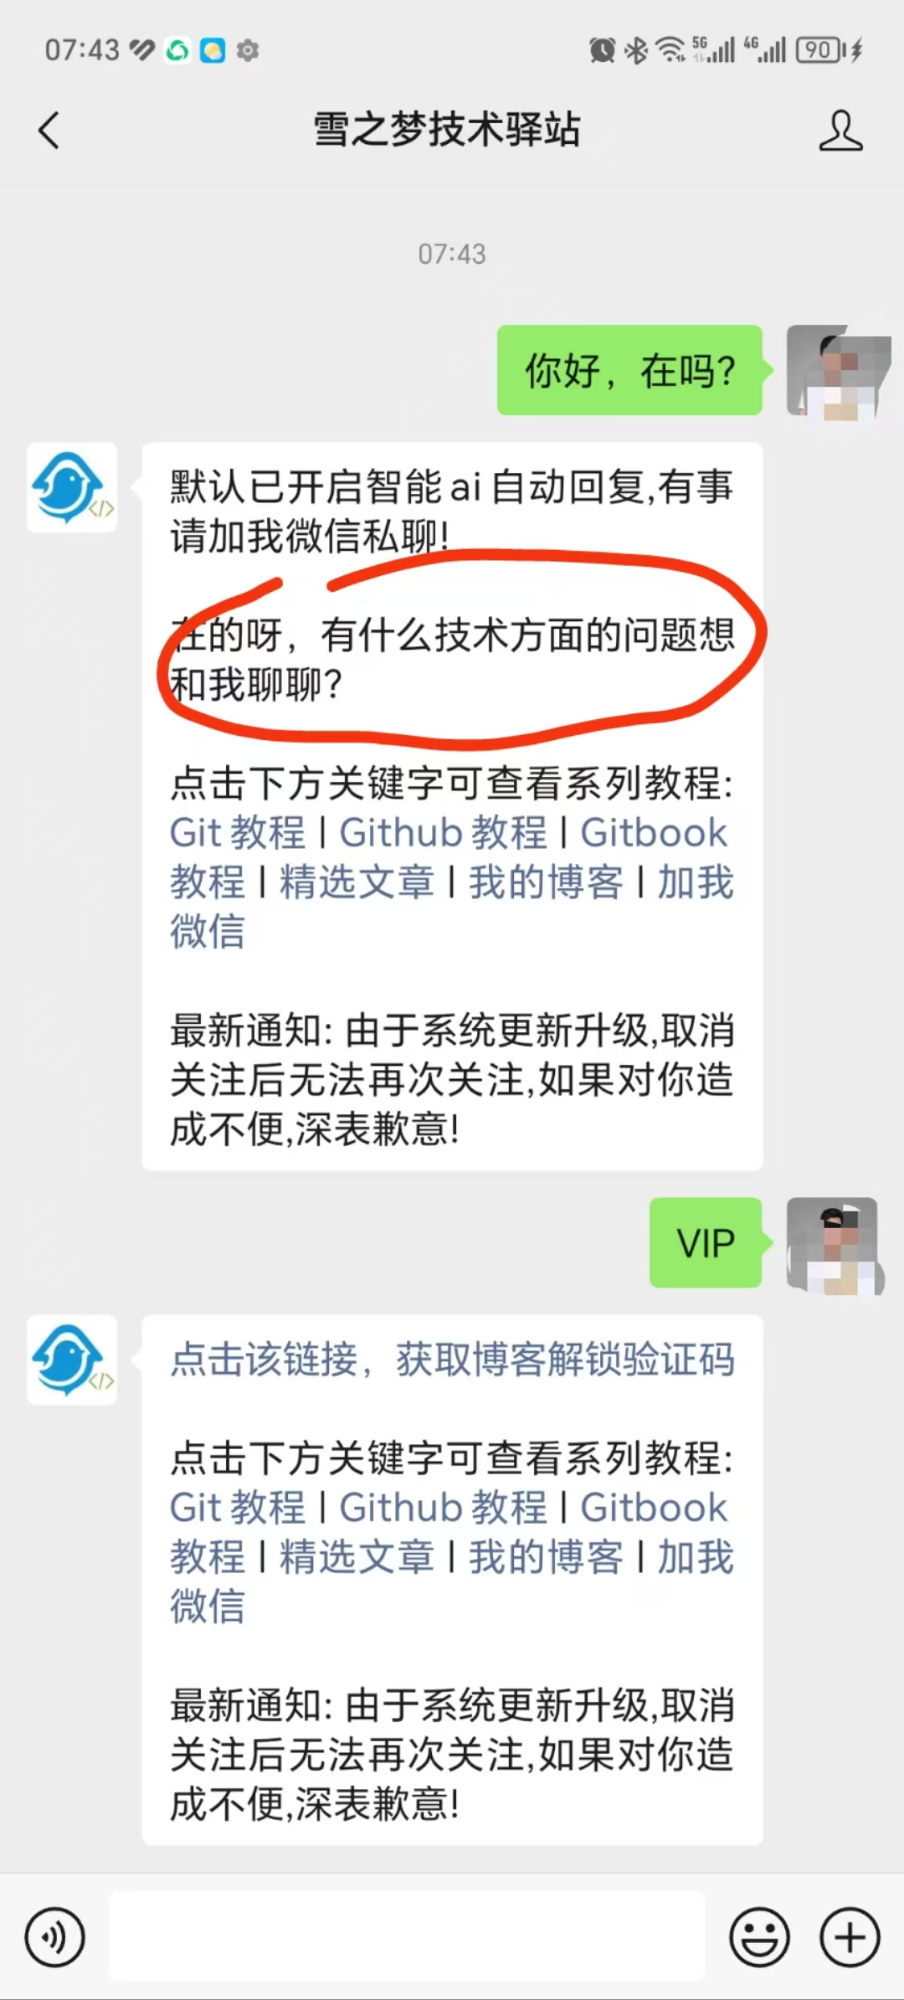 07:43
5G
4G
90
雪之梦技术驿站
07:43
你好，在吗?
默认已开启智能 ai 自动回复,有事
请加我微信私聊!
在的呀，有什么技术方面的问题想
和我聊聊?
点击下方关键字可查看系列教程:
Git 教程 | Github 教程 | Gitbook
教程 | 精选文章 | 我的博客 | 加我
微信
最新通知: 由于系统更新升级,取消
关注后无法再次关注,如果对你造
成不便,深表歉意!
VIP
</>
点击该链接，获取博客解锁验证码
点击下方关键字可查看系列教程:
Git 教程 | Github 教程 | Gitbook
教程 | 精选文章 | 我的博客 | 加我
微信
最新通知: 由于系统更新升级,取消
关注后无法再次关注,如果对你造
成不便,深表歉意!